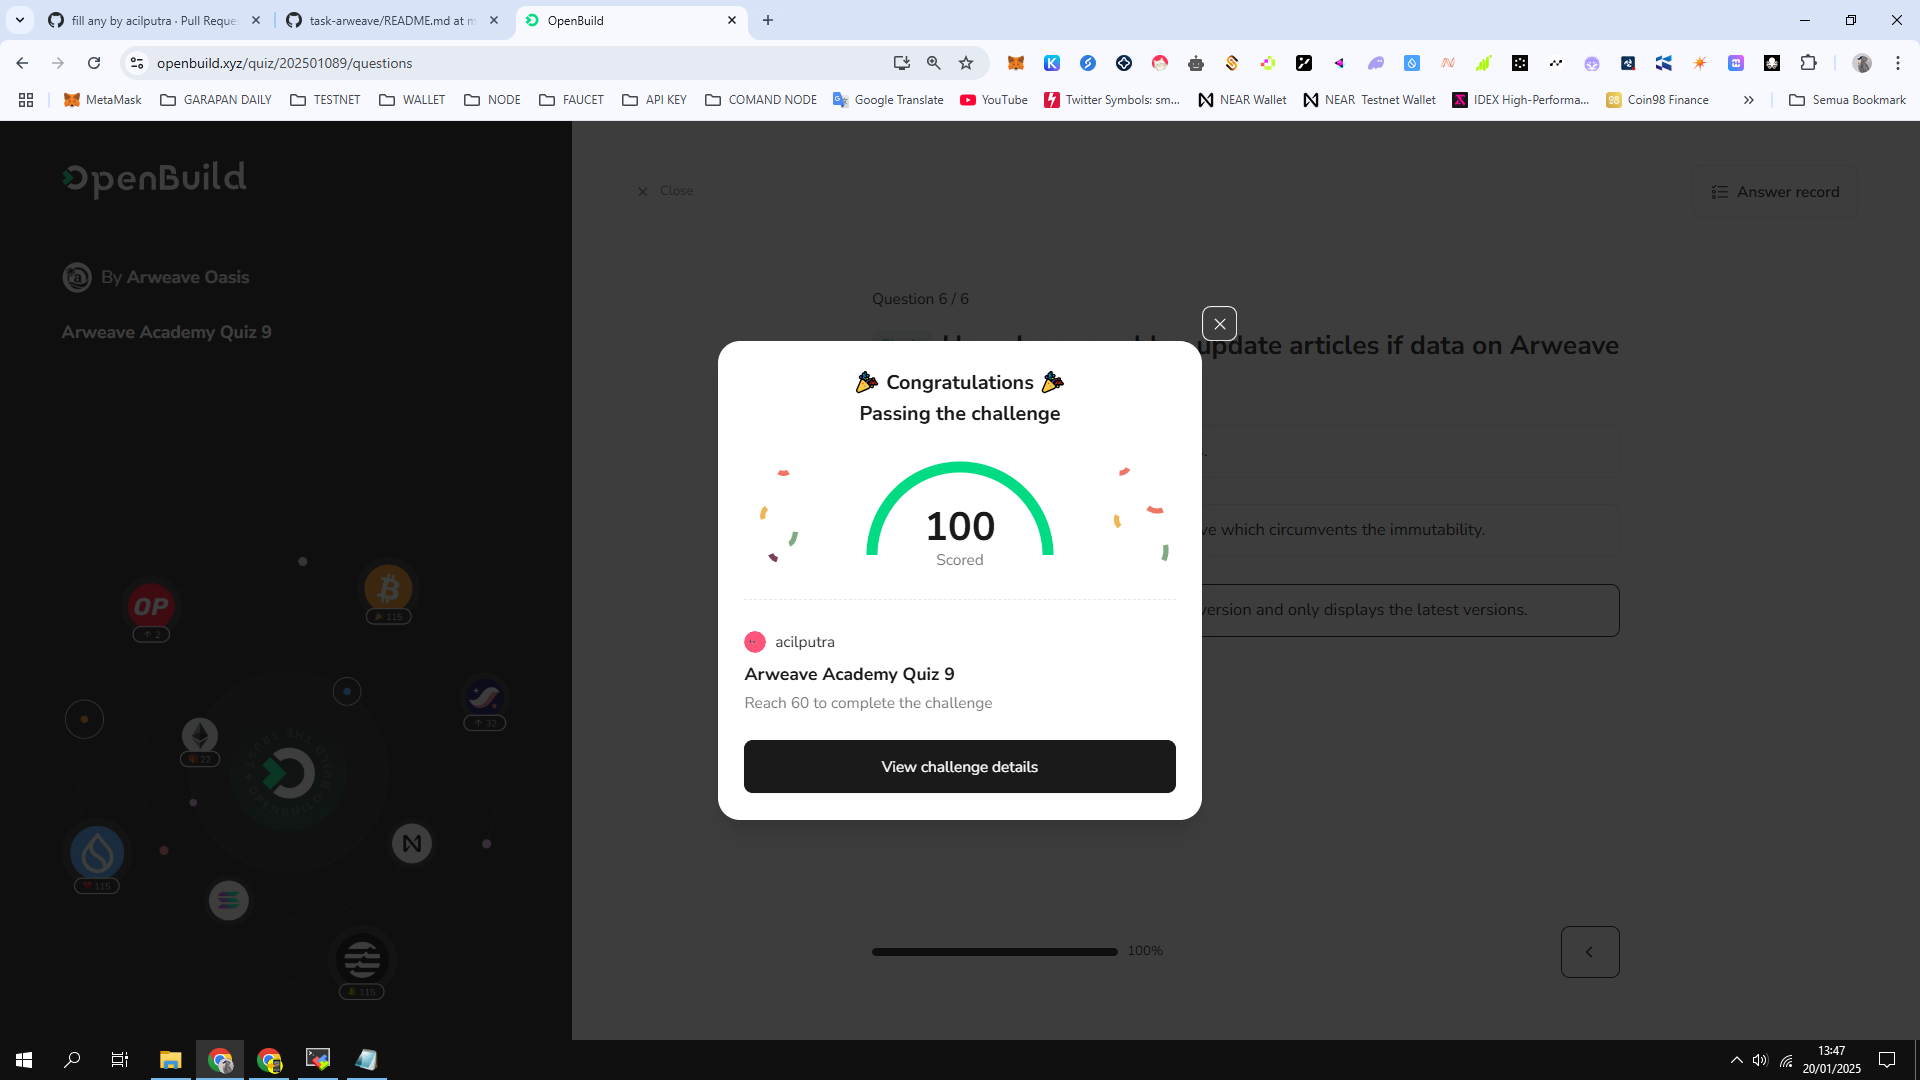 fill any by acilputra · Pull Reque
task-arweave/README.md at m
OpenBuild
openbuild.xyz/quiz/202501089/questions
MetaMask
GARAPAN DAILY
TESTNET
WALLET
NODE
FAUCET
API KEY
COMAND NODE
Google Translate
YouTube
Twitter Symbols: sm...
NEAR Wallet
NEAR Testnet Wallet
IDEX High-Performa...
Coin98 Finance
Semua Bookmark
OpenBuild
By Arweave Oasis
Arweave Academy Quiz 9
OP
↑ 2
115
↑ 32
22
115
115
Close
Answer record
Question 6 / 6
update articles if data on Arweave
ve which circumvents the immutability.
version and only displays the latest versions.
🎉 Congratulations 🎉
Passing the challenge
100
Scored
acilputra
Arweave Academy Quiz 9
Reach 60 to complete the challenge
View challenge details
100%
13:47
20/01/2025